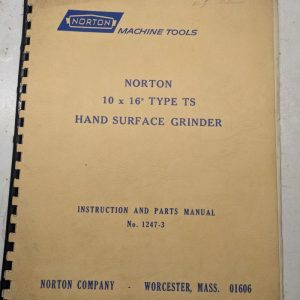 NORTON
MACHINE TOOLS
NORTON
10 x 16" TYPE TS
HAND SURFACE GRINDER
INSTRUCTION AND PARTS MANUAL
No. 1247-3
NORTON COMPANY - WORCESTER, MASS. 01606